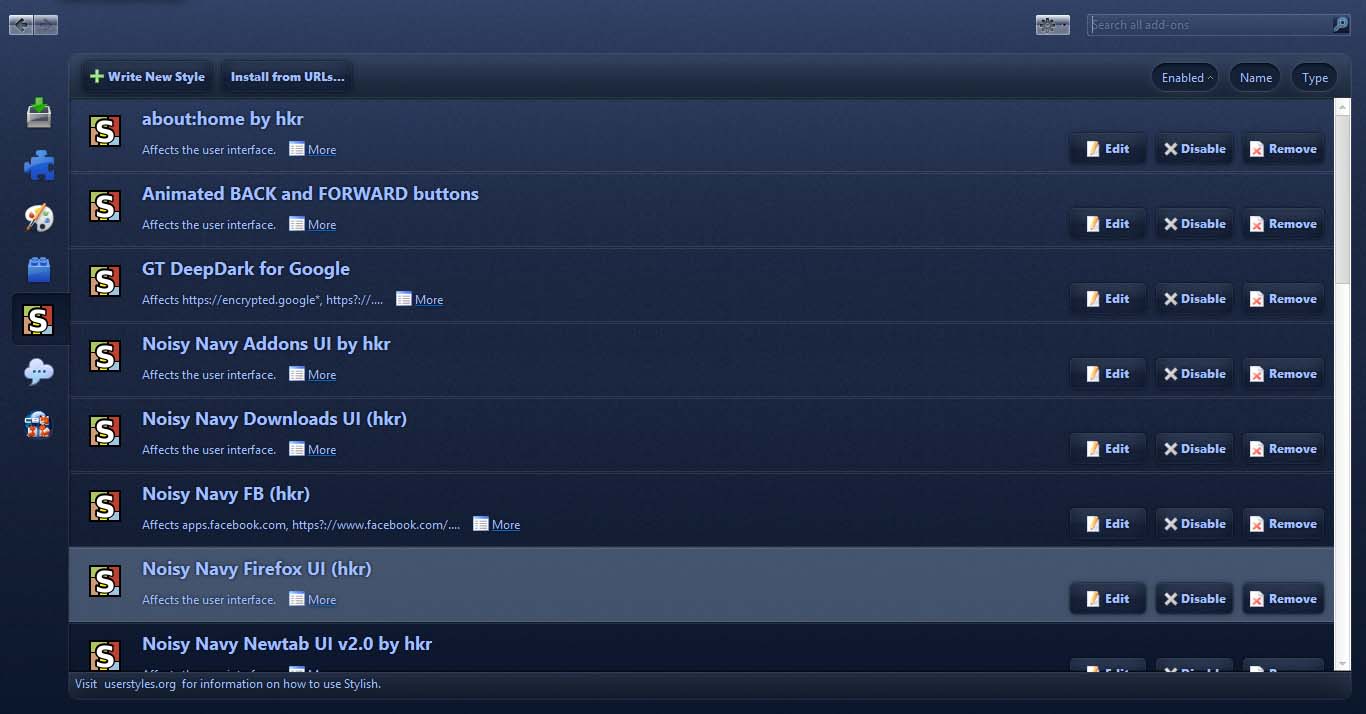 Search all add-ons
Write New Style Install from URLs... Enabled Name Type
about:home by hkr
Affects the user interface. More Edit Disable Remove
Animated BACK and FORWARD buttons
Affects the user interface. More Edit Disable Remove
GT DeepDark for Google
Affects https://encrypted.google*, https?://.... More Edit Disable Remove
Noisy Navy Addons UI by hkr
Affects the user interface. More Edit Disable Remove
Noisy Navy Downloads UI (hkr)
Affects the user interface. More Edit Disable Remove
Noisy Navy FB (hkr)
Affects apps.facebook.com, https?://www.facebook.com/.... More Edit Disable Remove
Noisy Navy Firefox UI (hkr)
Affects the user interface. More Edit Disable Remove
Noisy Navy Newtab UI v2.0 by hkr
Visit userstyles.org for information on how to use Stylish.